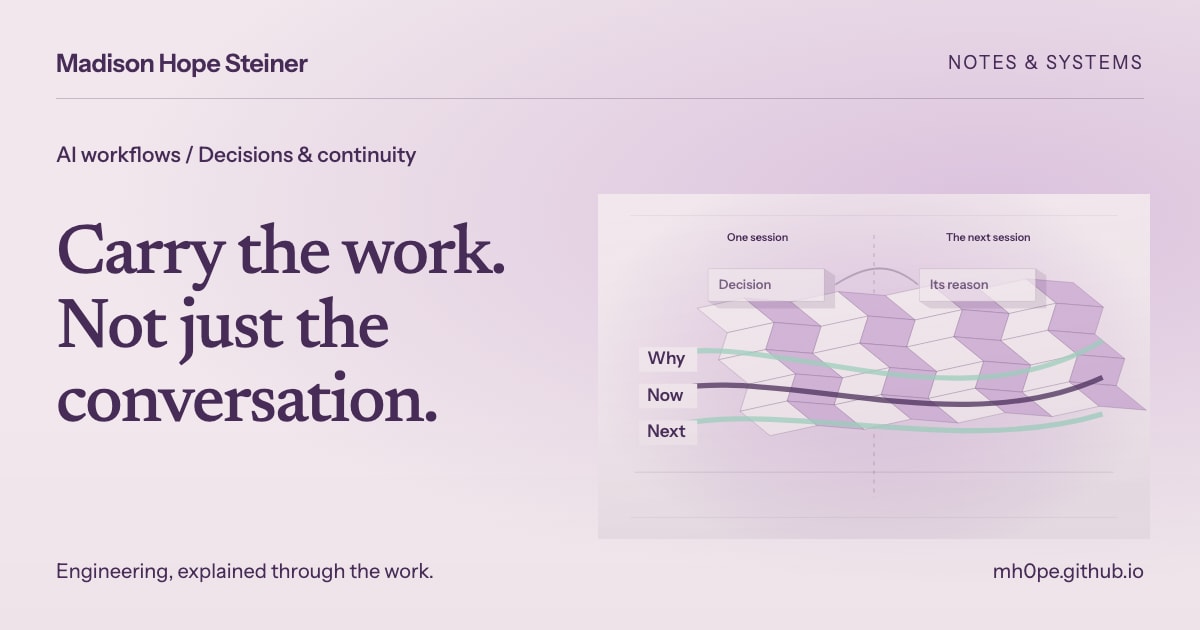 Madison Hope Steiner
NOTES & SYSTEMS
AI workflows / Decisions & continuity
Carry the work.
Not just the
conversation.
One session
The next session
Decision
Its reason
Why
Now
Next
Engineering, explained through the work.
mh0pe.github.io